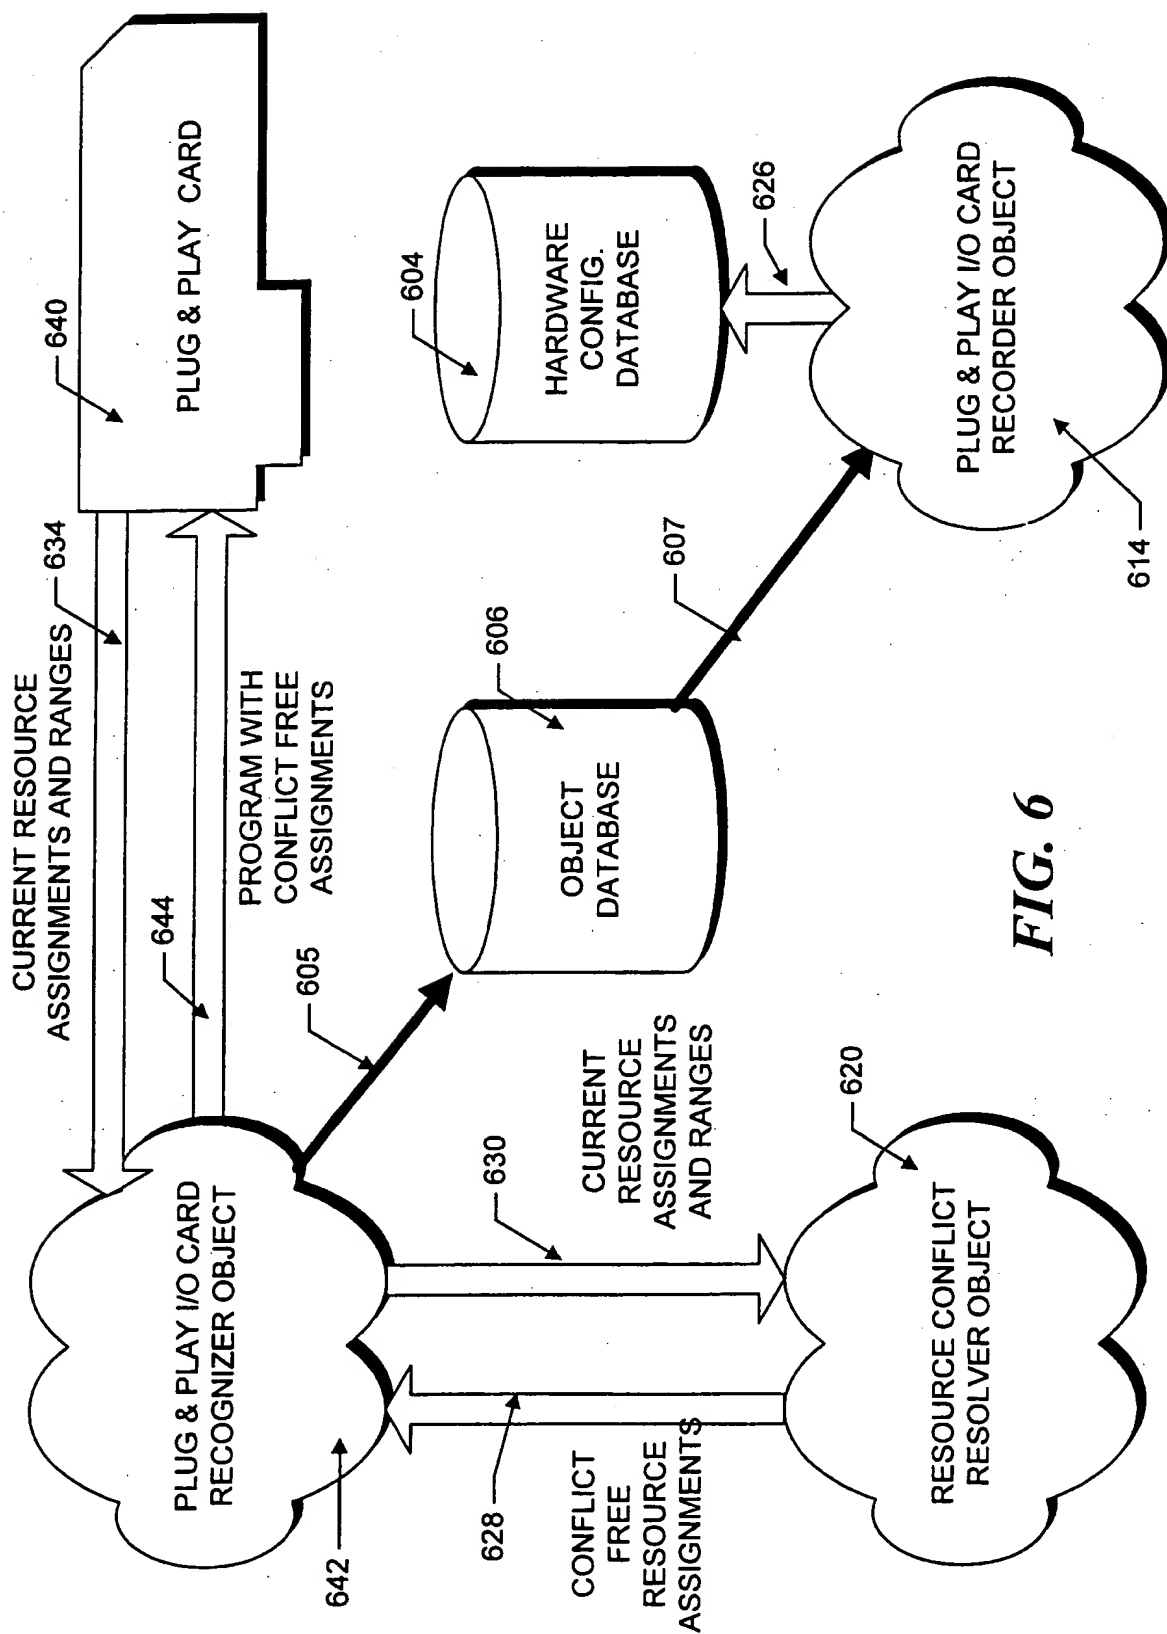 CURRENT RESOURCE
ASSIGNMENTS AND RANGES
634
640
PLUG & PLAY CARD
644
PROGRAM WITH
CONFLICT FREE
ASSIGNMENTS
PLUG & PLAY I/O CARD
RECOGNIZER OBJECT
642
605
606
OBJECT
DATABASE
604
HARDWARE
CONFIG.
DATABASE
607
626
628
CONFLICT
FREE
RESOURCE
ASSIGNMENTS
630
CURRENT
RESOURCE
ASSIGNMENTS
AND RANGES
620
RESOURCE CONFLICT
RESOLVER OBJECT
PLUG & PLAY I/O CARD
RECORDER OBJECT
614
FIG. 6